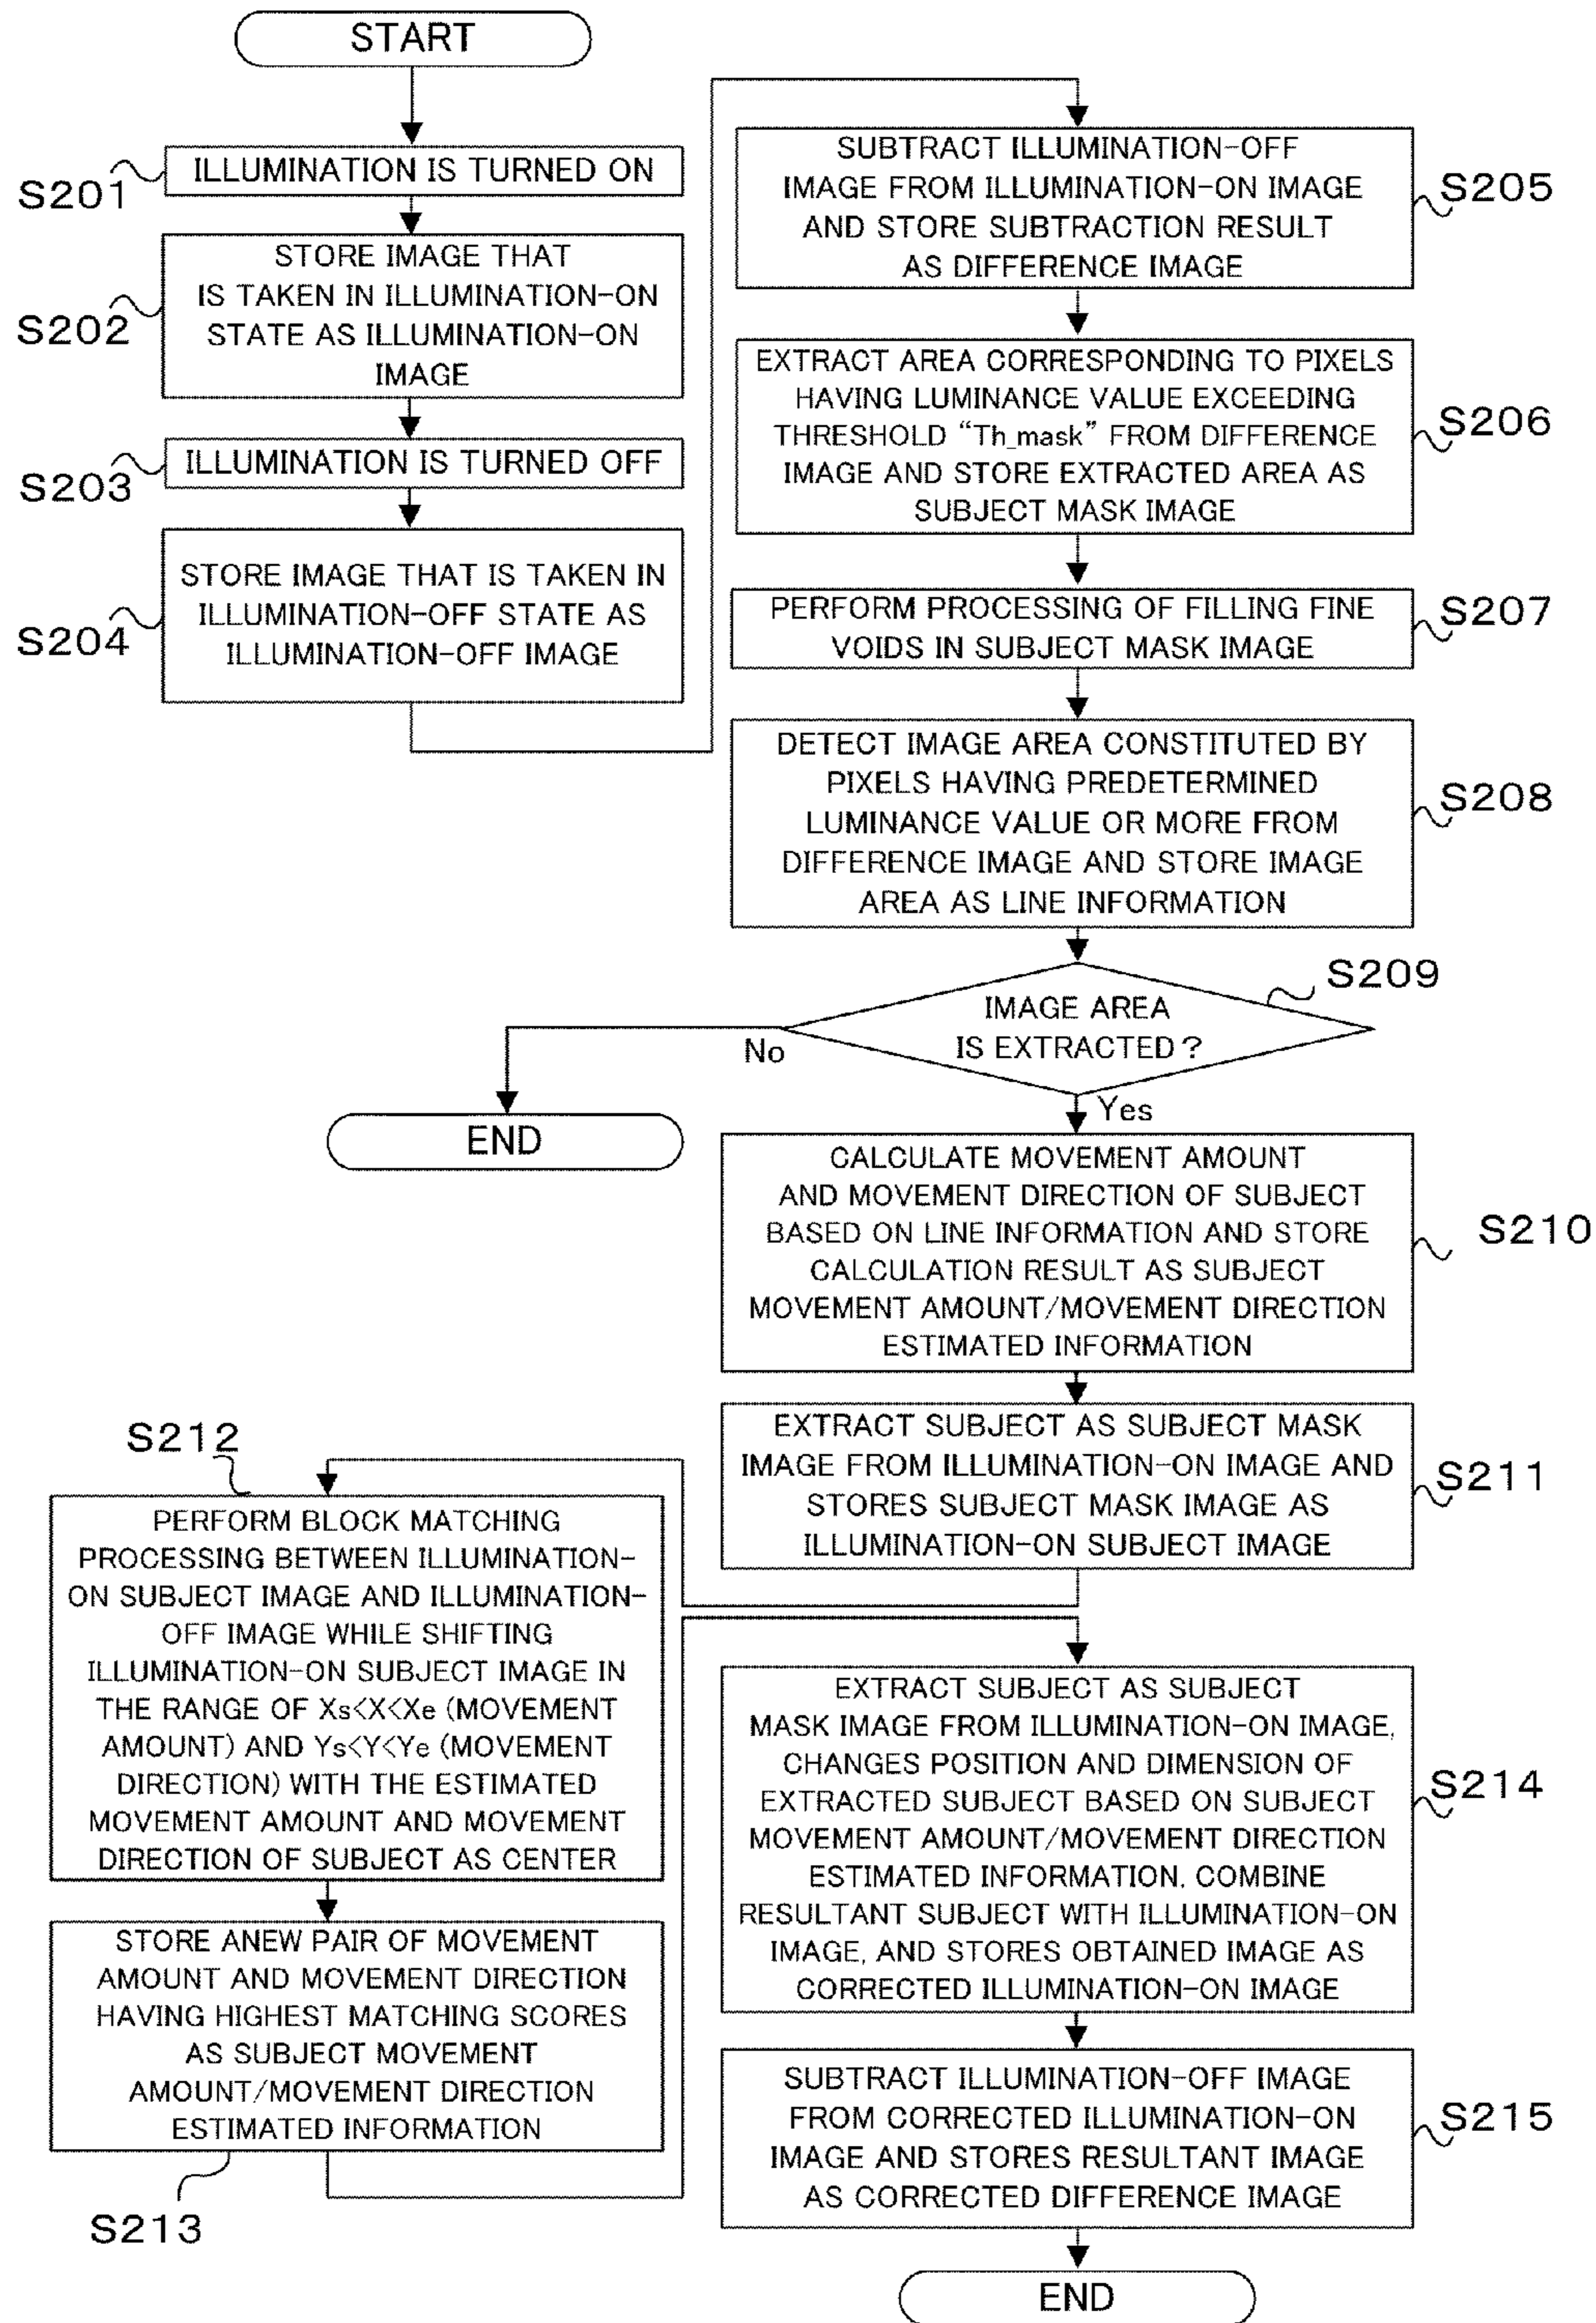 START
S201
ILLUMINATION IS TURNED ON
S202
STORE IMAGE THAT
IS TAKEN IN ILLUMINATION-ON
STATE AS ILLUMINATION-ON
IMAGE
S203
ILLUMINATION IS TURNED OFF
S204
STORE IMAGE THAT IS TAKEN IN
ILLUMINATION-OFF STATE AS
ILLUMINATION-OFF IMAGE
SUBTRACT ILLUMINATION-OFF
IMAGE FROM ILLUMINATION-ON IMAGE
AND STORE SUBTRACTION RESULT
AS DIFFERENCE IMAGE
S205
EXTRACT AREA CORRESPONDING TO PIXELS
HAVING LUMINANCE VALUE EXCEEDING
THRESHOLD “Th_mask” FROM DIFFERENCE
IMAGE AND STORE EXTRACTED AREA AS
SUBJECT MASK IMAGE
S206
PERFORM PROCESSING OF FILLING FINE
VOIDS IN SUBJECT MASK IMAGE
S207
DETECT IMAGE AREA CONSTITUTED BY
PIXELS HAVING PREDETERMINED
LUMINANCE VALUE OR MORE FROM
DIFFERENCE IMAGE AND STORE IMAGE
AREA AS LINE INFORMATION
S208
S209
IMAGE AREA
IS EXTRACTED?
No
END
Yes
CALCULATE MOVEMENT AMOUNT
AND MOVEMENT DIRECTION OF SUBJECT
BASED ON LINE INFORMATION AND STORE
CALCULATION RESULT AS SUBJECT
MOVEMENT AMOUNT/MOVEMENT DIRECTION
ESTIMATED INFORMATION
S210
EXTRACT SUBJECT AS SUBJECT MASK
IMAGE FROM ILLUMINATION-ON IMAGE AND
STORES SUBJECT MASK IMAGE AS
ILLUMINATION-ON SUBJECT IMAGE
S211
S212
PERFORM BLOCK MATCHING
PROCESSING BETWEEN ILLUMINATION-
ON SUBJECT IMAGE AND ILLUMINATION-
OFF IMAGE WHILE SHIFTING
ILLUMINATION-ON SUBJECT IMAGE IN
THE RANGE OF Xs<X<Xe (MOVEMENT
AMOUNT) AND Ys<Y<Ye (MOVEMENT
DIRECTION) WITH THE ESTIMATED
MOVEMENT AMOUNT AND MOVEMENT
DIRECTION OF SUBJECT AS CENTER
STORE ANEW PAIR OF MOVEMENT
AMOUNT AND MOVEMENT DIRECTION
HAVING HIGHEST MATCHING SCORES
AS SUBJECT MOVEMENT
AMOUNT/MOVEMENT DIRECTION
ESTIMATED INFORMATION
S213
EXTRACT SUBJECT AS SUBJECT
MASK IMAGE FROM ILLUMINATION-ON IMAGE,
CHANGES POSITION AND DIMENSION OF
EXTRACTED SUBJECT BASED ON SUBJECT
MOVEMENT AMOUNT/MOVEMENT DIRECTION
ESTIMATED INFORMATION, COMBINE
RESULTANT SUBJECT WITH ILLUMINATION-ON
IMAGE, AND STORES OBTAINED IMAGE AS
CORRECTED ILLUMINATION-ON IMAGE
S214
SUBTRACT ILLUMINATION-OFF IMAGE
FROM CORRECTED ILLUMINATION-ON
IMAGE AND STORES RESULTANT IMAGE
AS CORRECTED DIFFERENCE IMAGE
S215
END